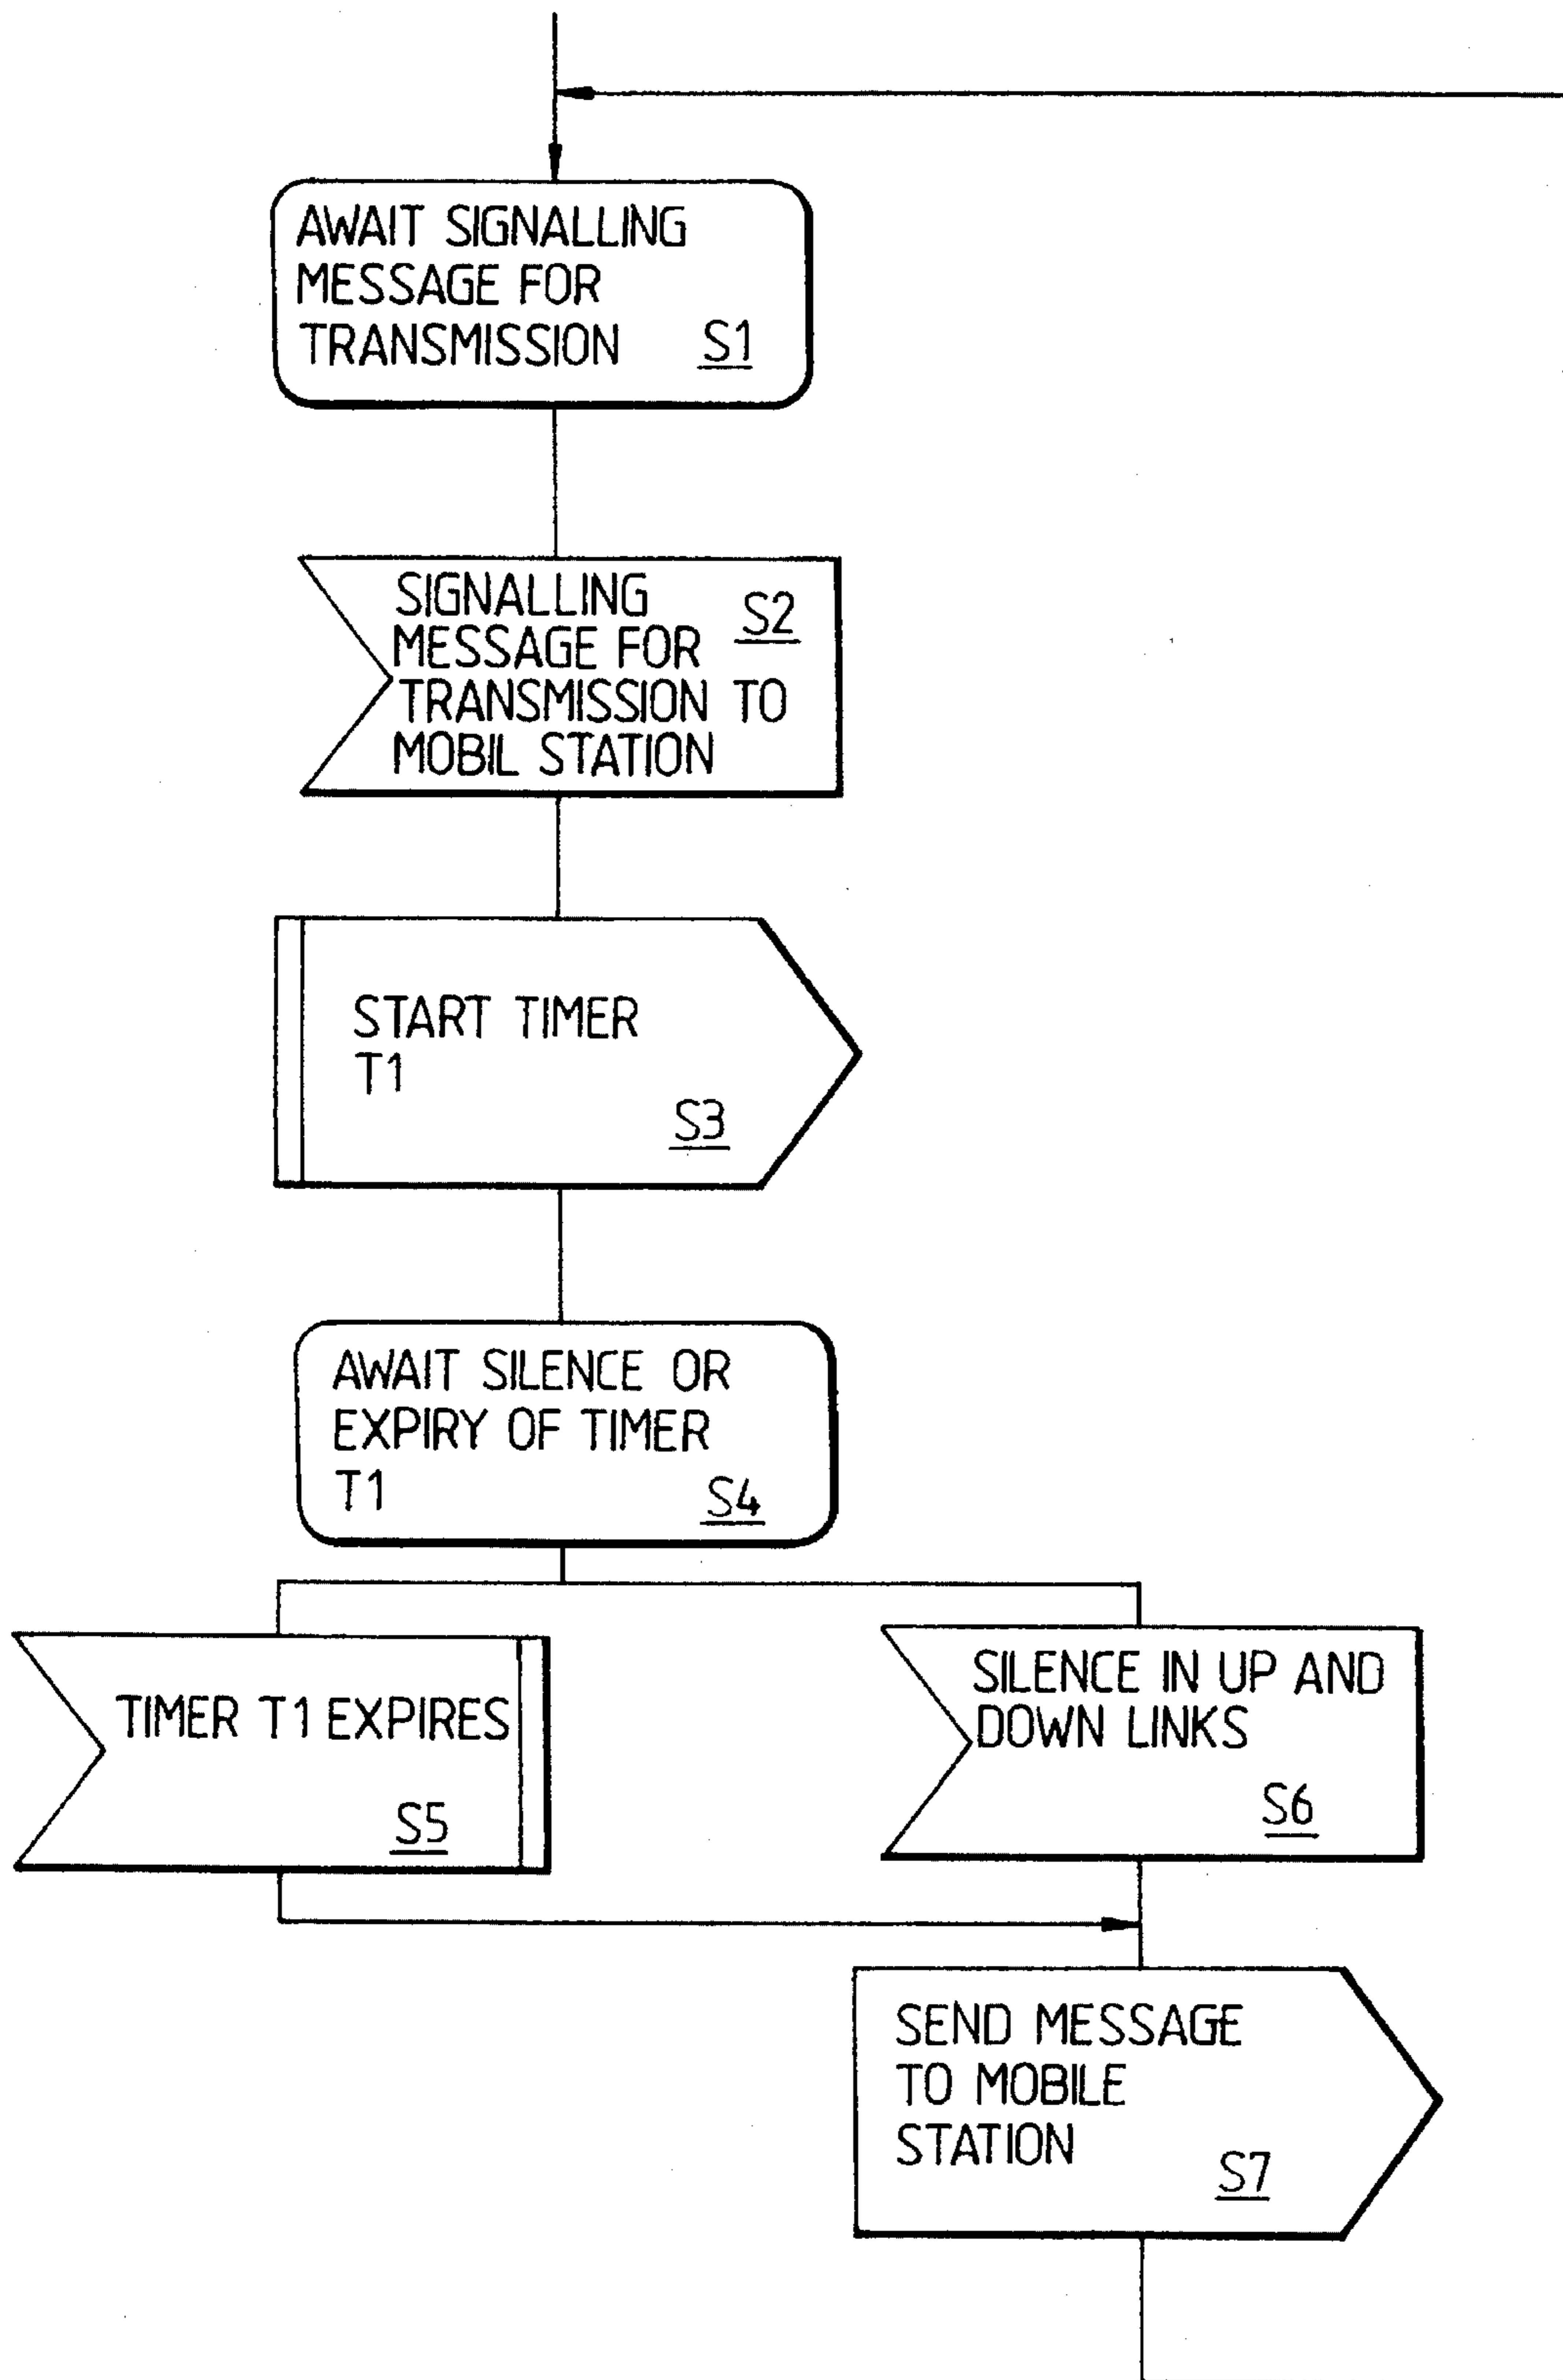 AWAIT SIGNALLING
MESSAGE FOR
TRANSMISSION S1
SIGNALLING S2
MESSAGE FOR
TRANSMISSION TO
MOBIL STATION
START TIMER
T1
S3
AWAIT SILENCE OR
EXPIRY OF TIMER
T1 S4
TIMER T1 EXPIRES
S5
SILENCE IN UP AND
DOWN LINKS
S6
SEND MESSAGE
TO MOBILE
STATION
S7